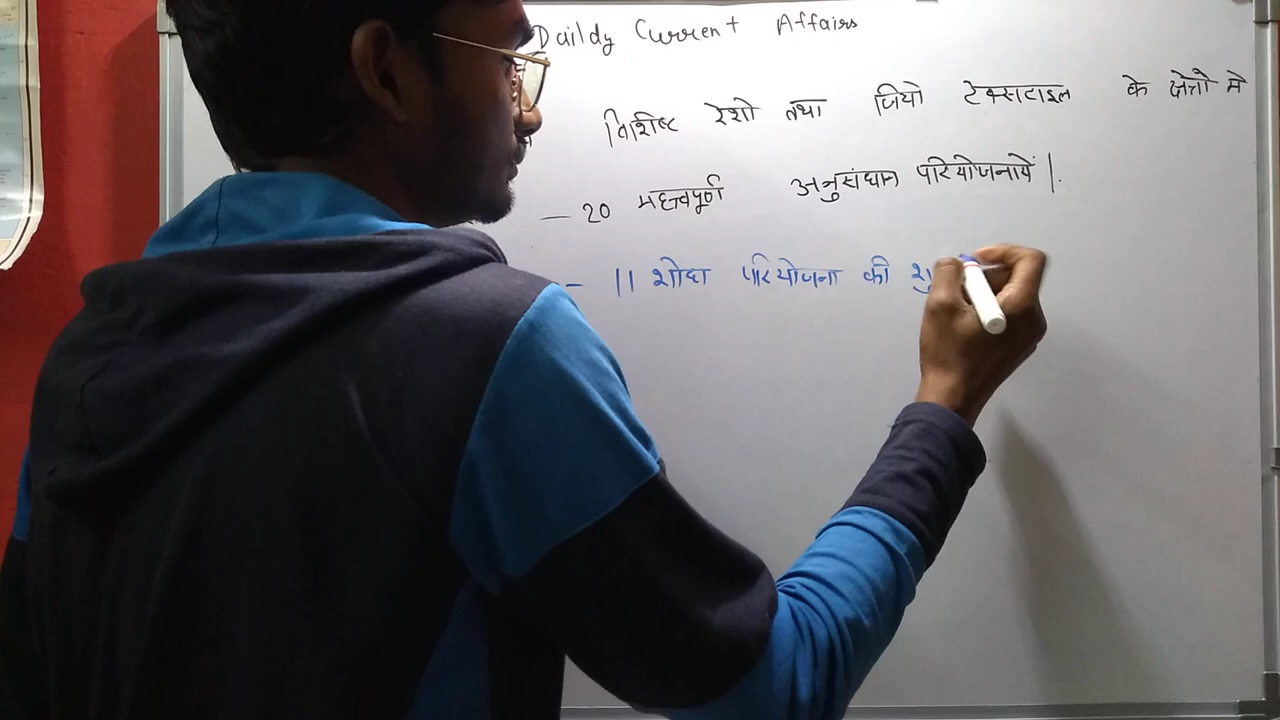 Daildy Current Affairs
विशिष्ट रेशो तथा जियो टेक्सटाइल के क्षेत्रो मे
- 20 महत्त्वपूर्ण अनुसंधान परियोजनायें |.
- 11 शोधा परियोजना की शु